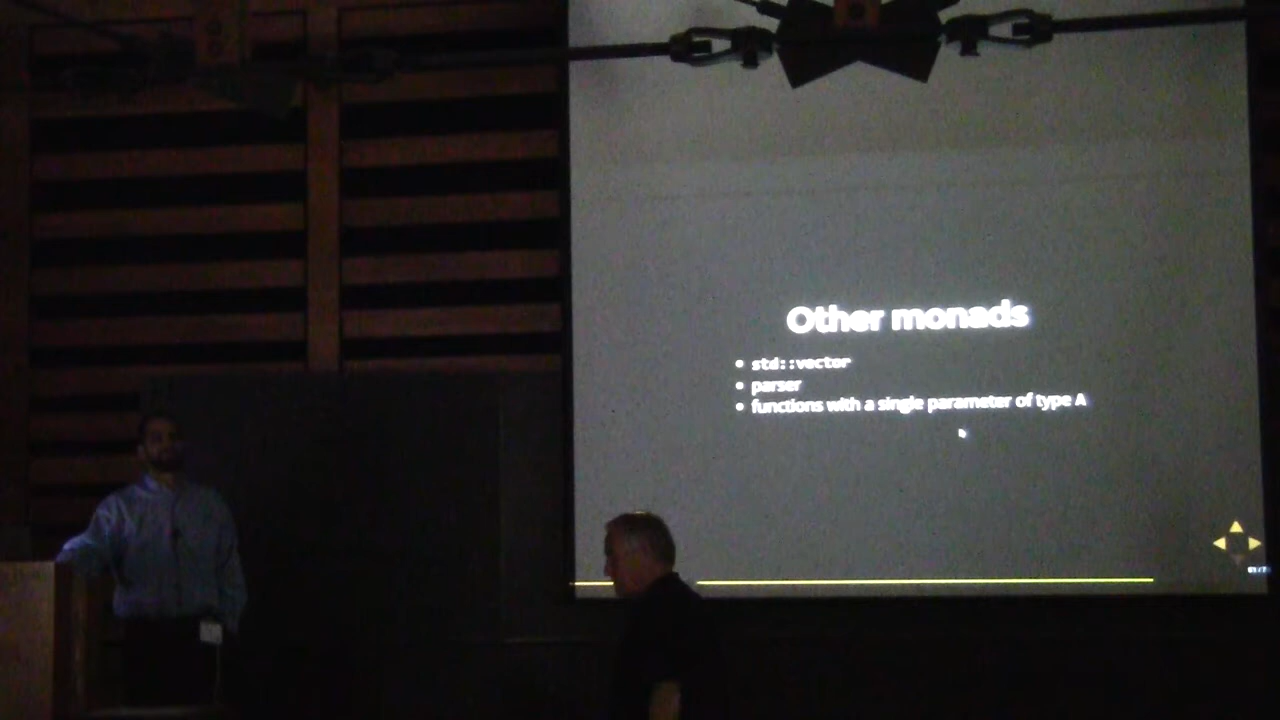 Other monads
std::vector
parser
functions with a single parameter of type A